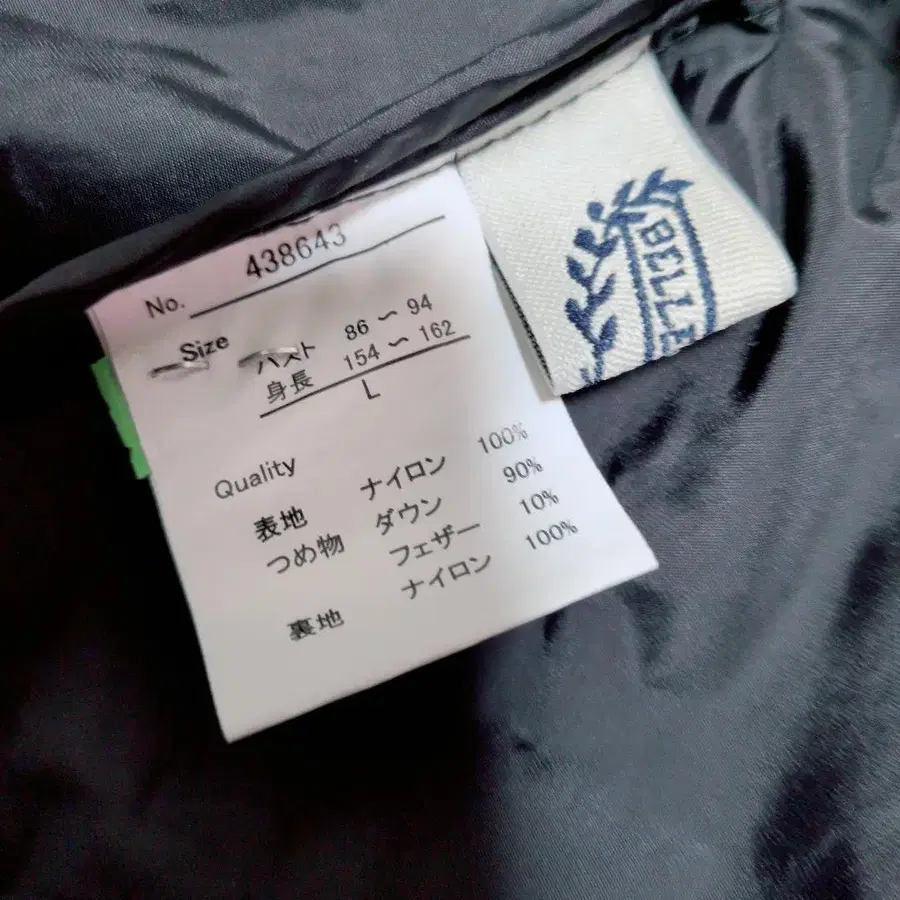 No. 438643
Size バスト 86 〜 94
身長 154 〜 162
L
Quality
表地 ナイロン 100%
つめ物 ダウン 90%
フェザー 10%
裏地 ナイロン 100%
BELL